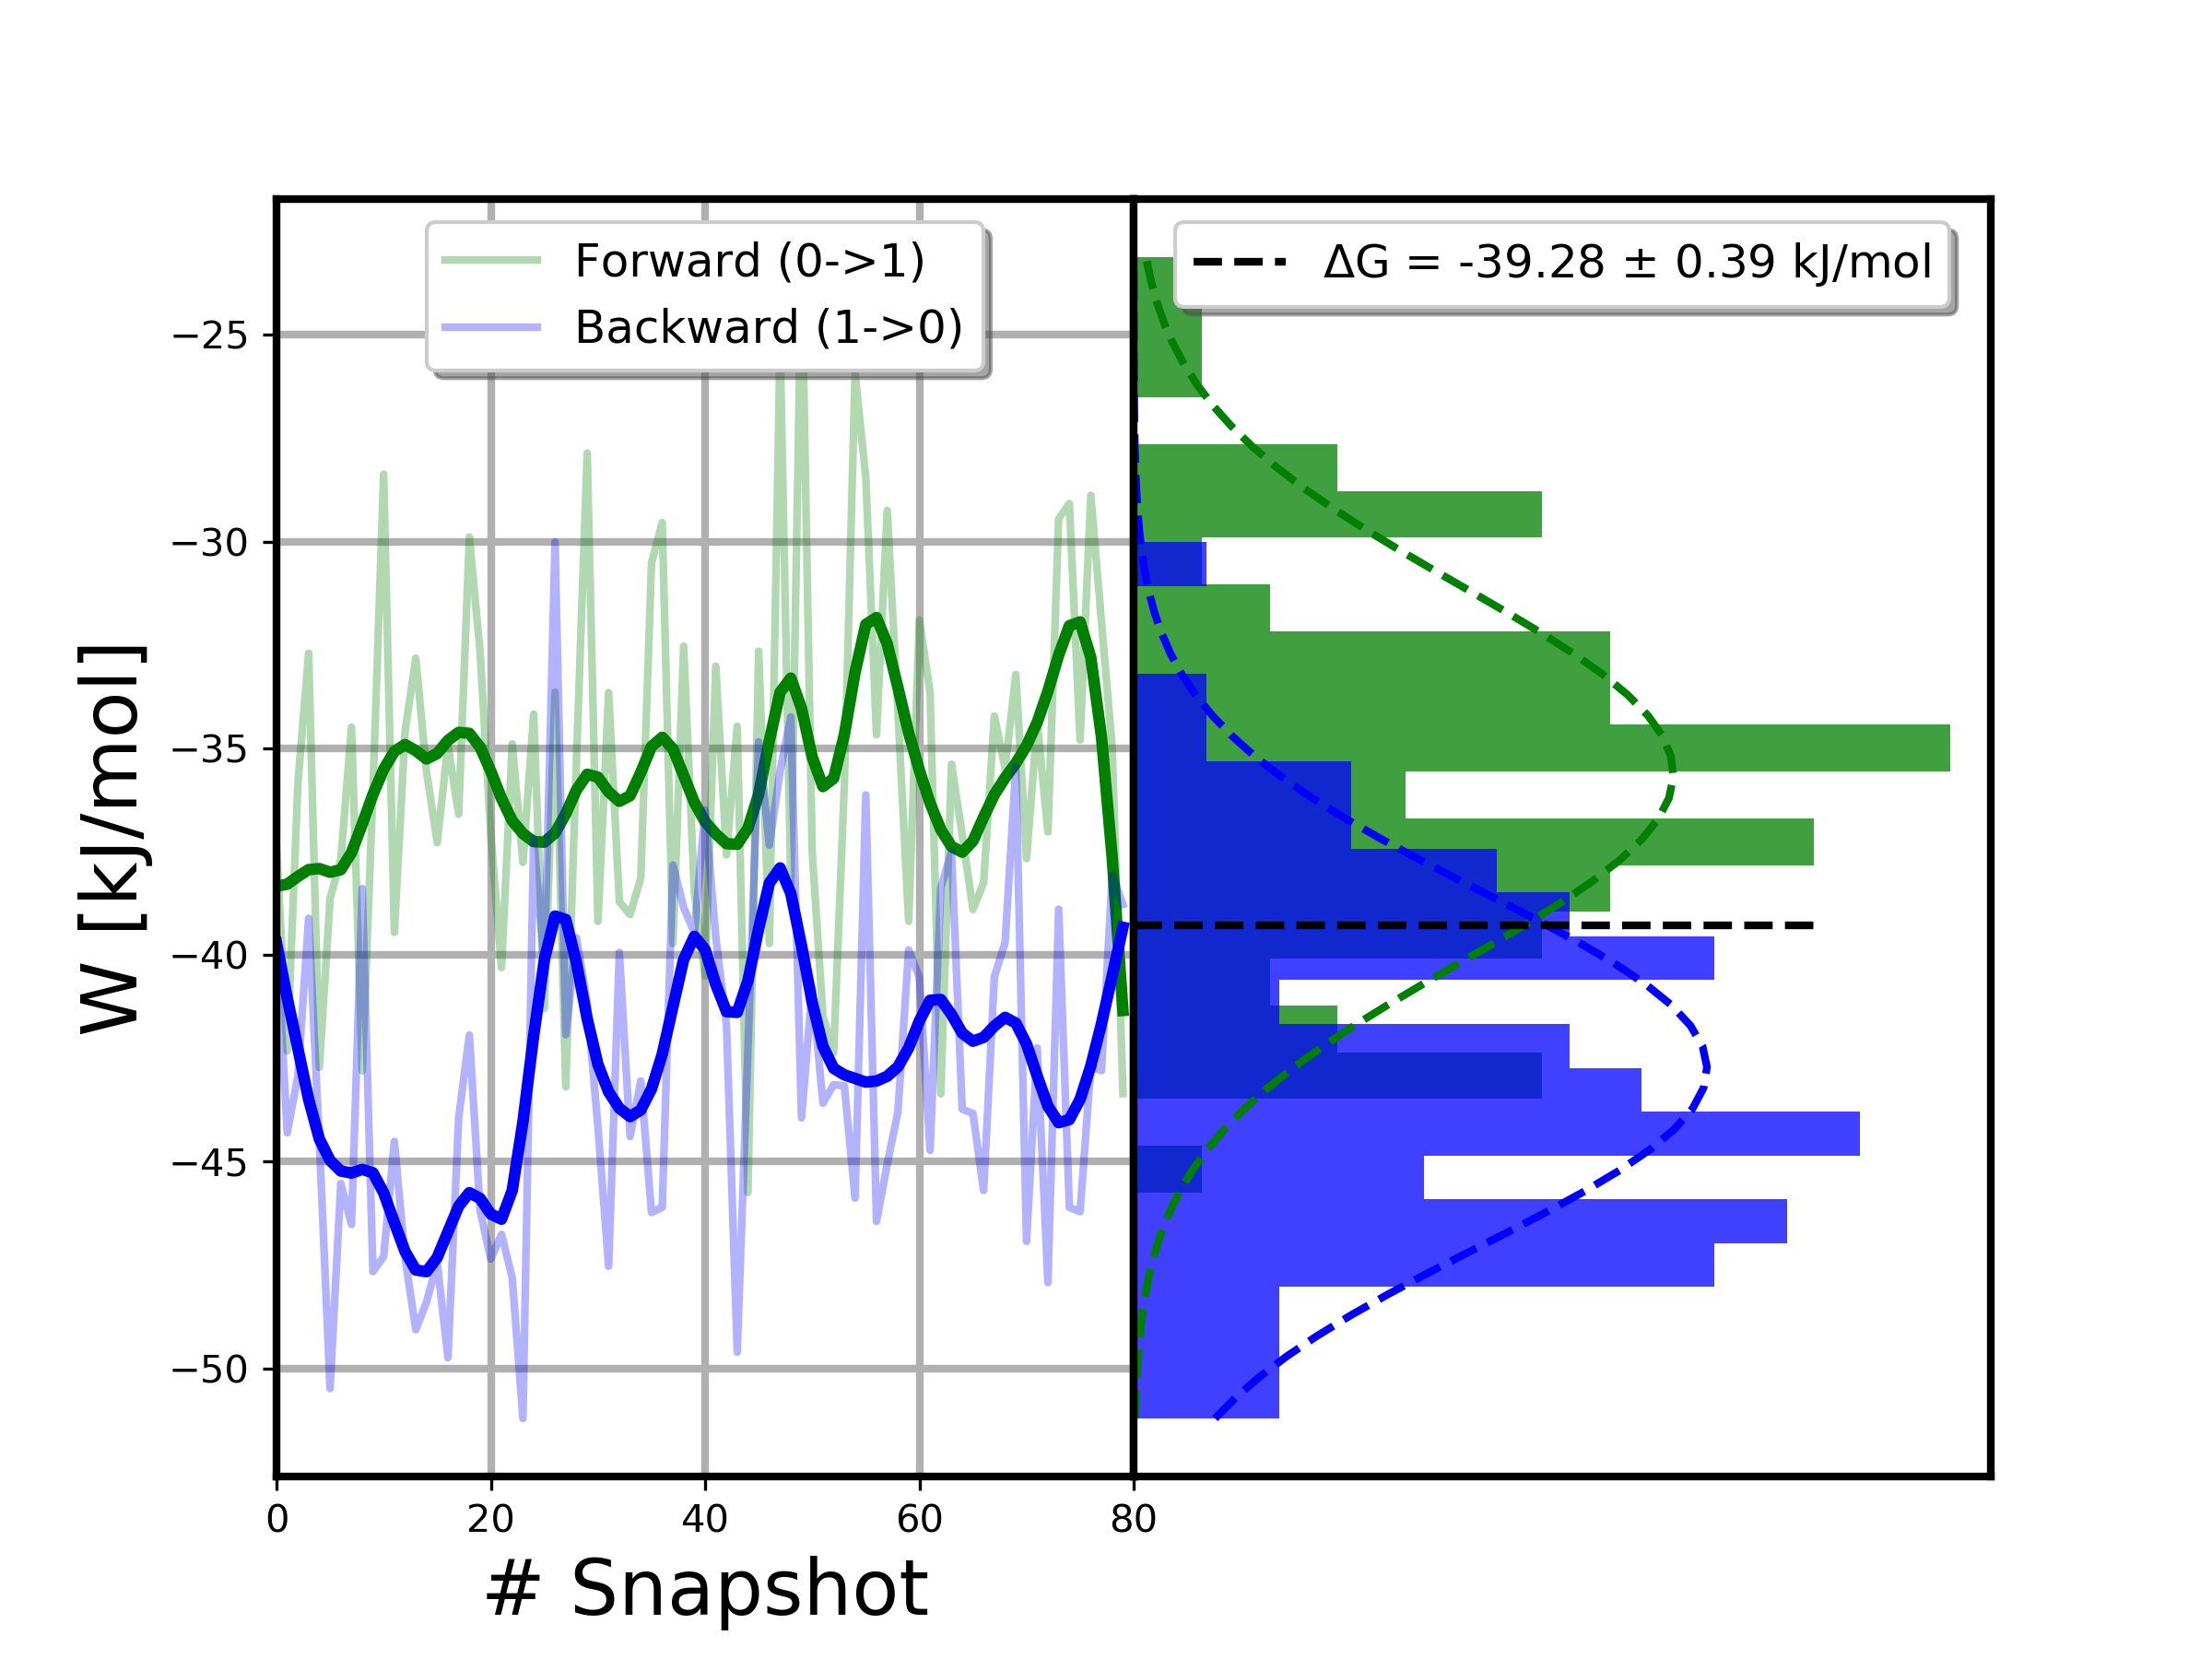 Forward (0->1)
Backward (1->0)
ΔG = -39.28 ± 0.39 kJ/mol
−25
−30
−35
−40
−45
−50
W [kJ/mol]
0 20 40 60 80
# Snapshot